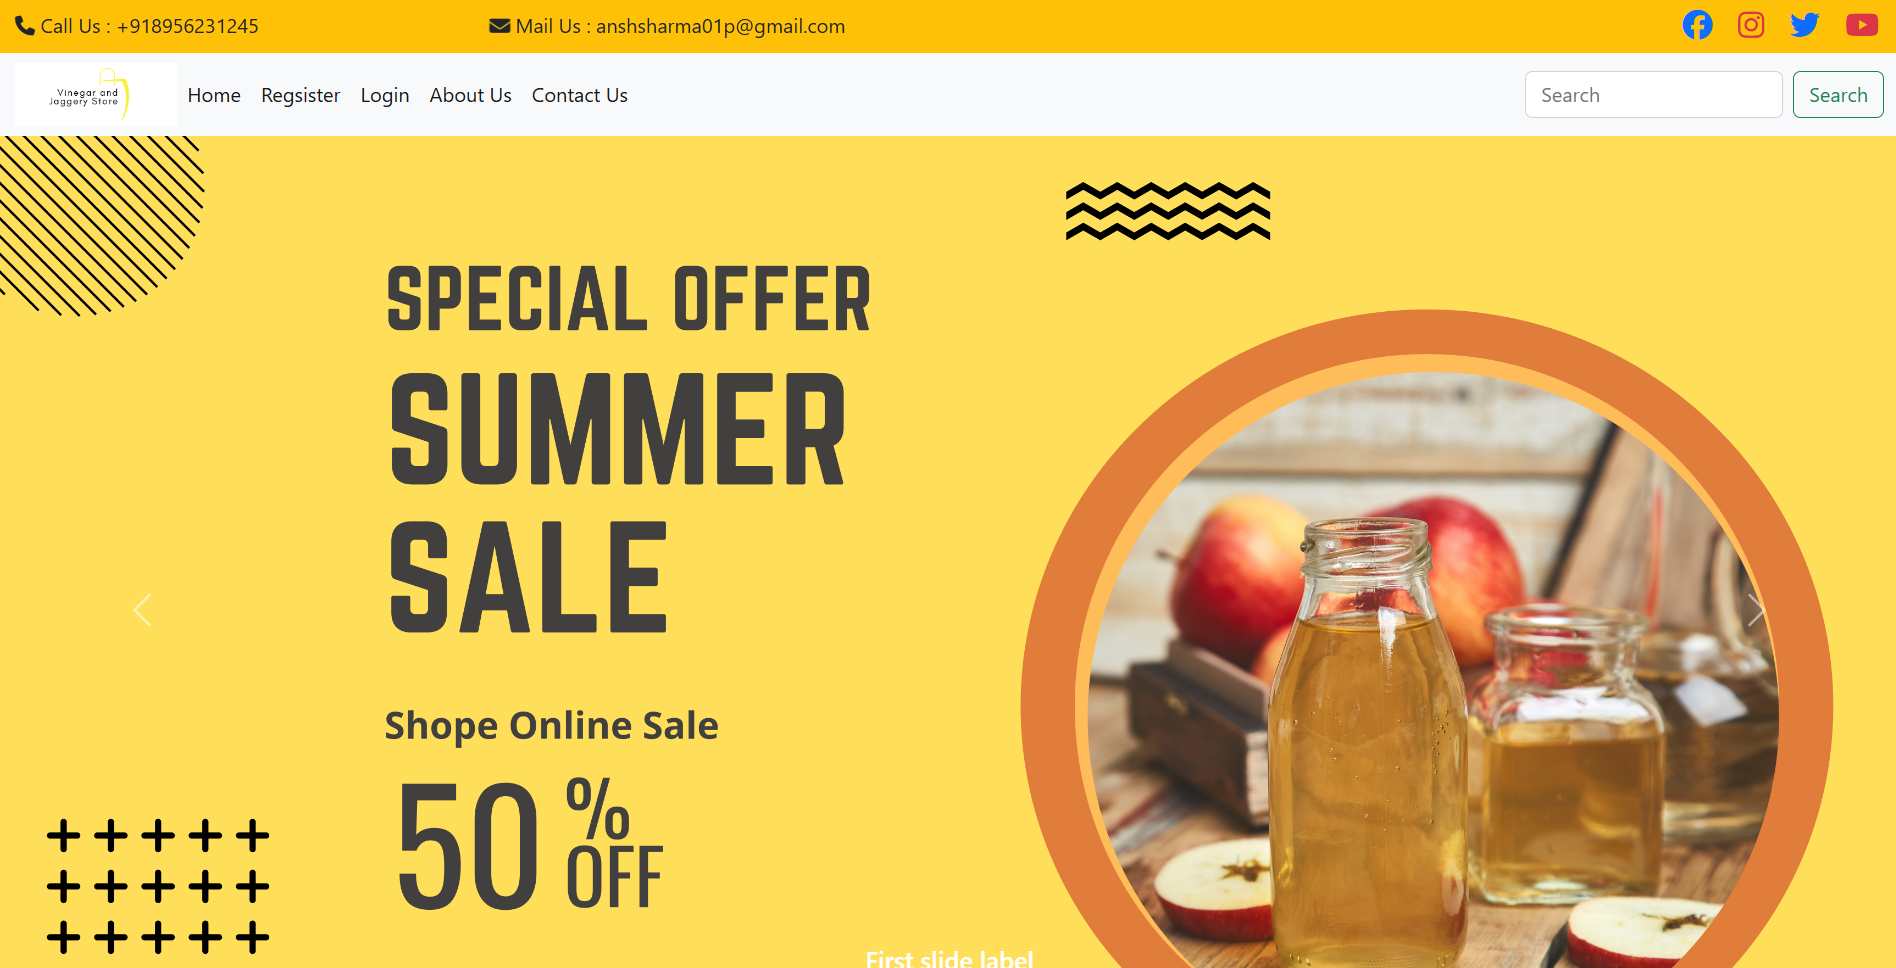 Call Us : +918956231245
Mail Us : anshsharma01p@gmail.com
Vinegar and
Jaggery Store
Home Regsister Login About Us Contact Us
Search Search
SPECIAL OFFER
SUMMER
SALE
Shope Online Sale
50 %
OFF
First slide label